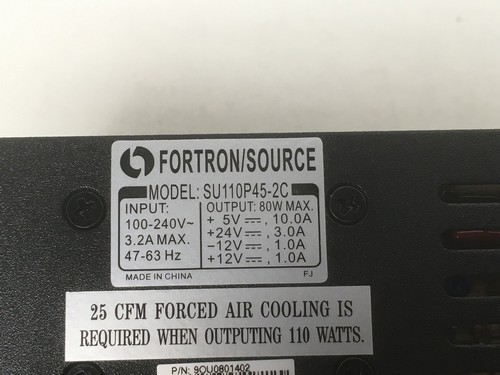 FORTRON/SOURCE
MODEL: SU110P45-2C
INPUT:
100-240V~
3.2A MAX.
47-63 Hz
OUTPUT: 80W MAX.
+ 5V⎓, 10.0A
+24V⎓, 3.0A
−12V⎓, 1.0A
+12V⎓, 1.0A
MADE IN CHINA
FJ
25 CFM FORCED AIR COOLING IS
REQUIRED WHEN OUTPUTING 110 WATTS.
P/N: 9OU0801402